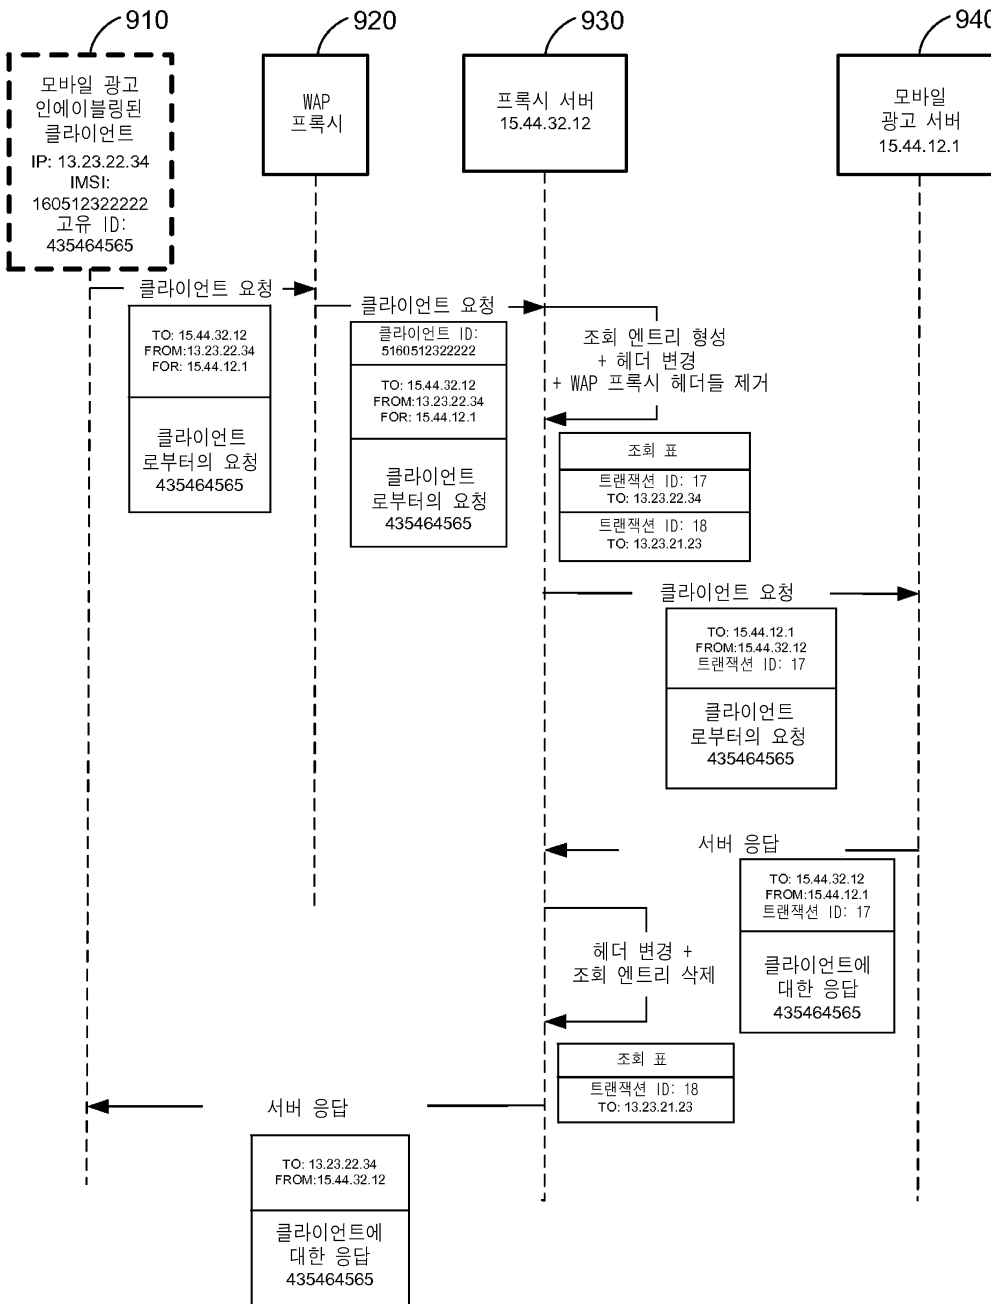 910
920
930
940
모바일 광고
인에이블링된
클라이언트
IP: 13.23.22.34
IMSI:
160512322222
고유 ID:
435464565
WAP
프록시
프록시 서버
15.44.32.12
모바일
광고 서버
15.44.12.1
클라이언트 요청
TO: 15.44.32.12
FROM:13.23.22.34
FOR: 15.44.12.1
클라이언트
로부터의 요청
435464565
클라이언트 요청
클라이언트 ID:
5160512322222
TO: 15.44.32.12
FROM:13.23.22.34
FOR: 15.44.12.1
클라이언트
로부터의 요청
435464565
조회 엔트리 형성
+ 헤더 변경
+ WAP 프록시 헤더들 제거
조회 표
트랜잭션 ID: 17
TO: 13.23.22.34
트랜잭션 ID: 18
TO: 13.23.21.23
클라이언트 요청
TO: 15.44.12.1
FROM:15.44.32.12
트랜잭션 ID: 17
클라이언트
로부터의 요청
435464565
서버 응답
TO: 15.44.32.12
FROM:15.44.12.1
트랜잭션 ID: 17
클라이언트에
대한 응답
435464565
헤더 변경 +
조회 엔트리 삭제
조회 표
트랜잭션 ID: 18
TO: 13.23.21.23
서버 응답
TO: 13.23.22.34
FROM:15.44.32.12
클라이언트에
대한 응답
435464565